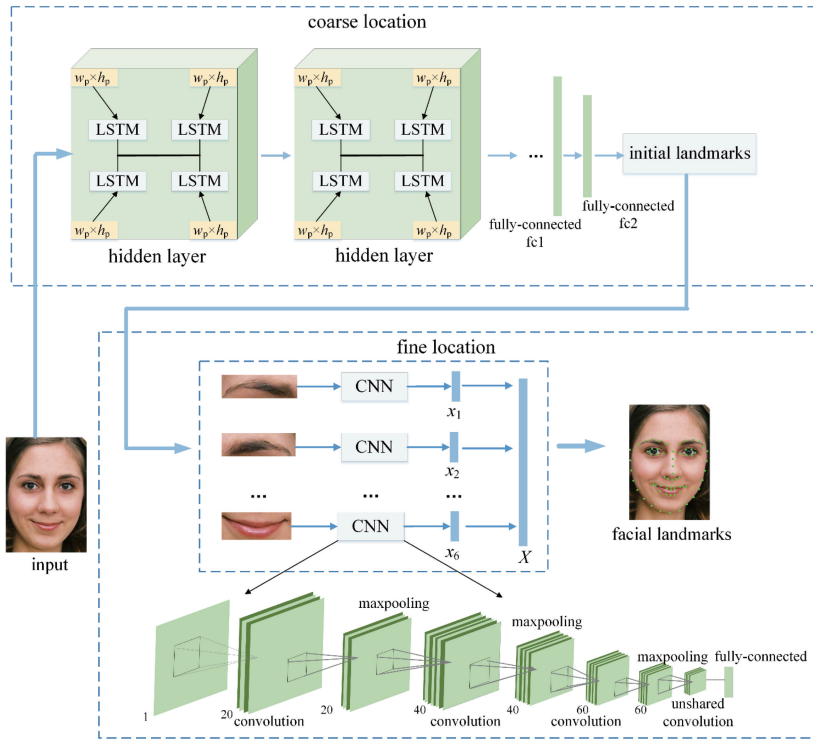 coarse location
wp×hp wp×hp wp×hp wp×hp
LSTM LSTM LSTM LSTM
LSTM LSTM LSTM LSTM
wp×hp wp×hp wp×hp wp×hp
hidden layer hidden layer
...
fully-connected
fc1
fully-connected
fc2
initial landmarks
fine location
CNN
x1
CNN
x2
... ... ...
CNN
x6
X
input
facial landmarks
maxpooling
maxpooling
maxpooling
fully-connected
1
20
convolution
20
40
convolution
40
convolution
60
60
unshared
convolution